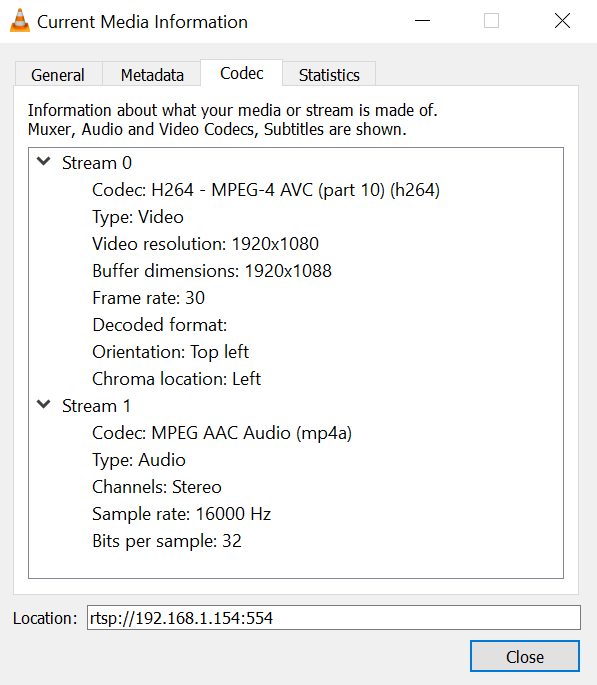 Current Media Information
General
Metadata
Codec
Statistics
Information about what your media or stream is made of.
Muxer, Audio and Video Codecs, Subtitles are shown.
Stream 0
Codec: H264 - MPEG-4 AVC (part 10) (h264)
Type: Video
Video resolution: 1920x1080
Buffer dimensions: 1920x1088
Frame rate: 30
Decoded format:
Orientation: Top left
Chroma location: Left
Stream 1
Codec: MPEG AAC Audio (mp4a)
Type: Audio
Channels: Stereo
Sample rate: 16000 Hz
Bits per sample: 32
Location: rtsp://192.168.1.154:554
Close